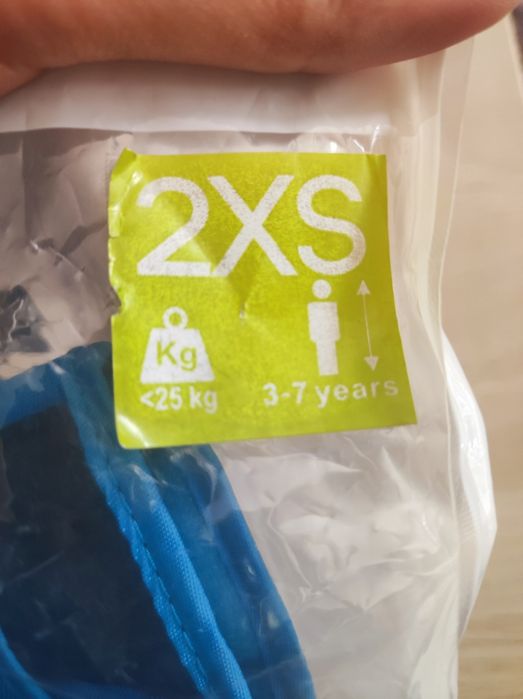 2XS
Kg
<25 kg
3-7 years